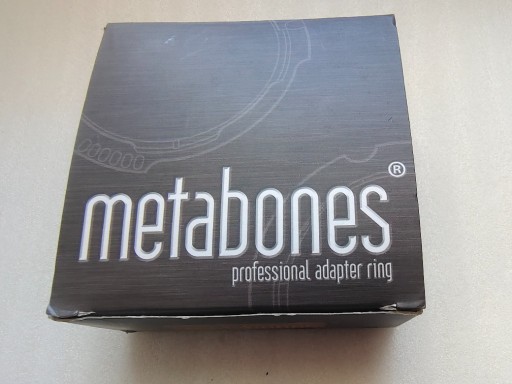 metabones®
professional adapter ring